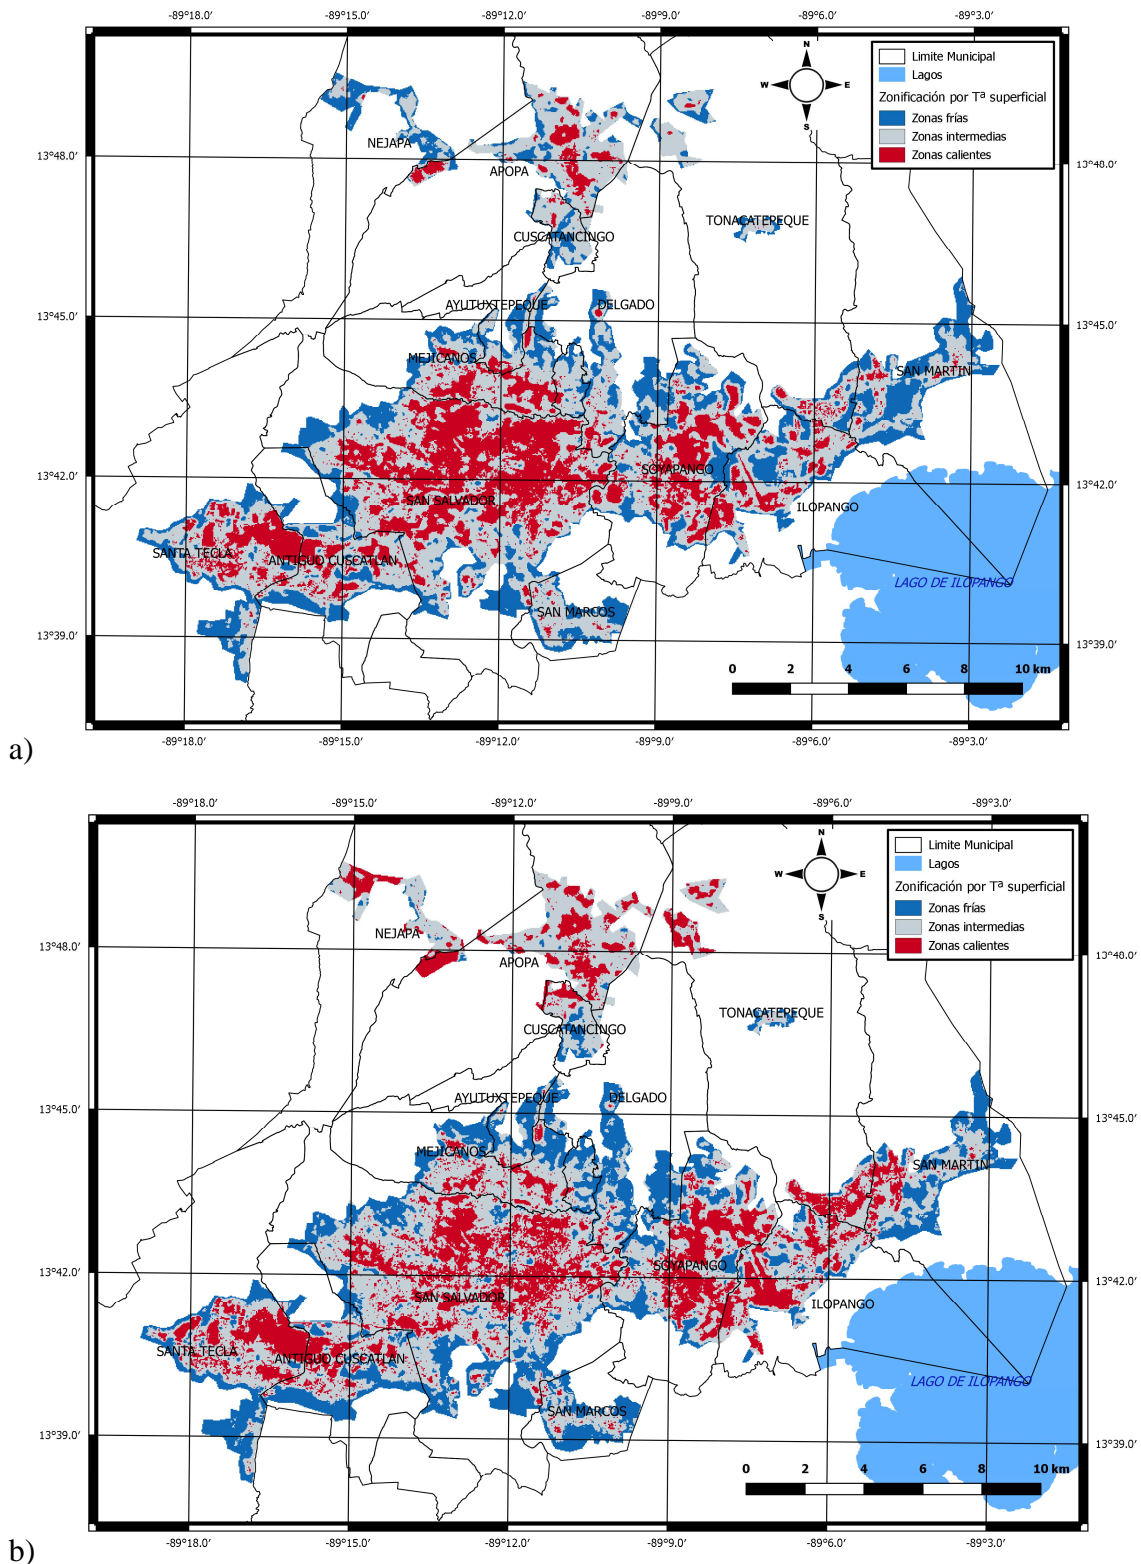 -89°18.0′ -89°15.0′ -89°12.0′ -89°9.0′ -89°6.0′ -89°3.0′
N
W E
S
Limite Municipal
Lagos
Zonificación por Tª superficial
Zonas frías
Zonas intermedias
Zonas calientes
NEJAPA
13°48.0′ 13°48.0′
APOPA
TONACATEPEQUE
CUSCATANCINGO
AYUTUXTEPEQUE DELGADO
13°45.0′ 13°45.0′
MEJICANOS
SAN MARTIN
SOYAPANGO
13°42.0′ 13°42.0′
SAN SALVADOR
ILOPANGO
SANTA TECLA
ANTIGUO CUSCATLAN
LAGO DE ILOPANGO
SAN MARCOS
13°39.0′ 13°39.0′
0 2 4 6 8 10 km
-89°18.0′ -89°15.0′ -89°12.0′ -89°9.0′ -89°6.0′ -89°3.0′
a)
-89°18.0′ -89°15.0′ -89°12.0′ -89°9.0′ -89°6.0′ -89°3.0′
N
W E
S
Limite Municipal
Lagos
Zonificación por Tª superficial
Zonas frías
Zonas intermedias
Zonas calientes
NEJAPA
13°48.0′ 13°48.0′
APOPA
TONACATEPEQUE
CUSCATANCINGO
AYUTUXTEPEQUE DELGADO
13°45.0′ 13°45.0′
MEJICANOS
SAN MARTIN
SOYAPANGO
13°42.0′ 13°42.0′
SAN SALVADOR
ILOPANGO
SANTA TECLA
ANTIGUO CUSCATLAN
LAGO DE ILOPANGO
SAN MARCOS
13°39.0′ 13°39.0′
0 2 4 6 8 10 km
-89°18.0′ -89°15.0′ -89°12.0′ -89°9.0′ -89°6.0′ -89°3.0′
b)